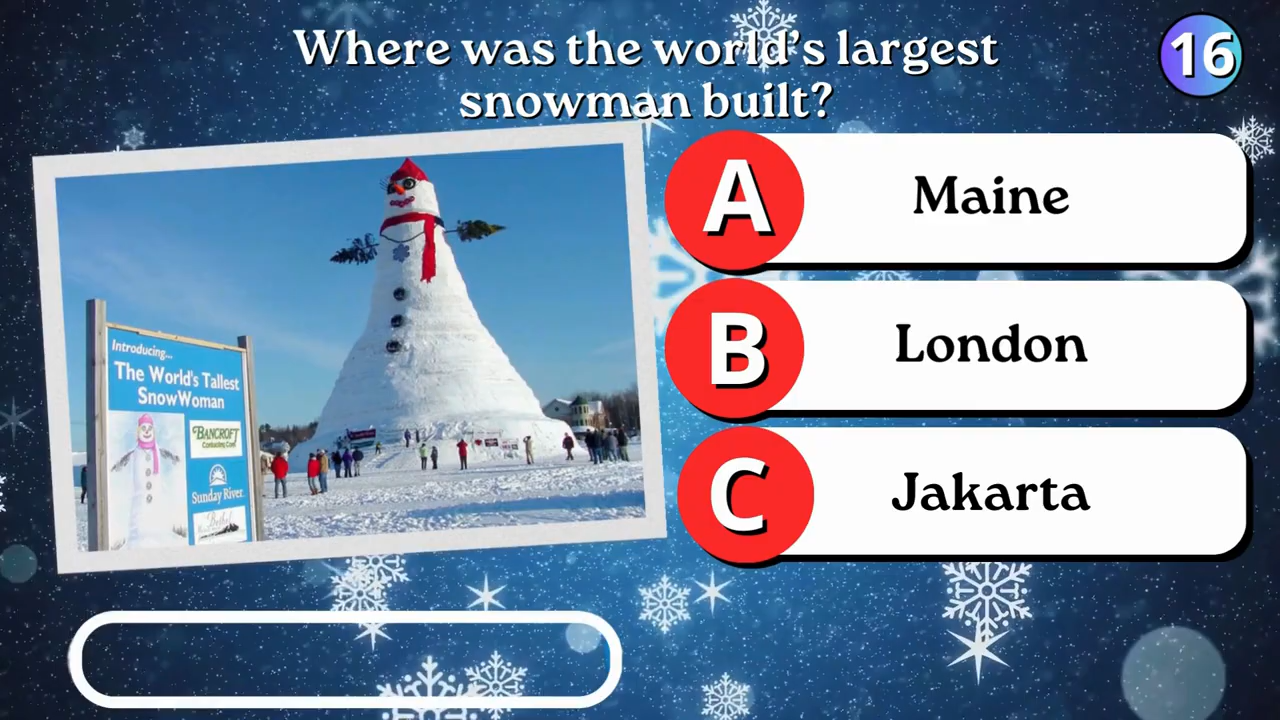 Where was the world's largest
snowman built?
16
A
Maine
B
London
C
Jakarta
Introducing...
The World's Tallest
SnowWoman
BANCROFT
Sunday River
Bethel